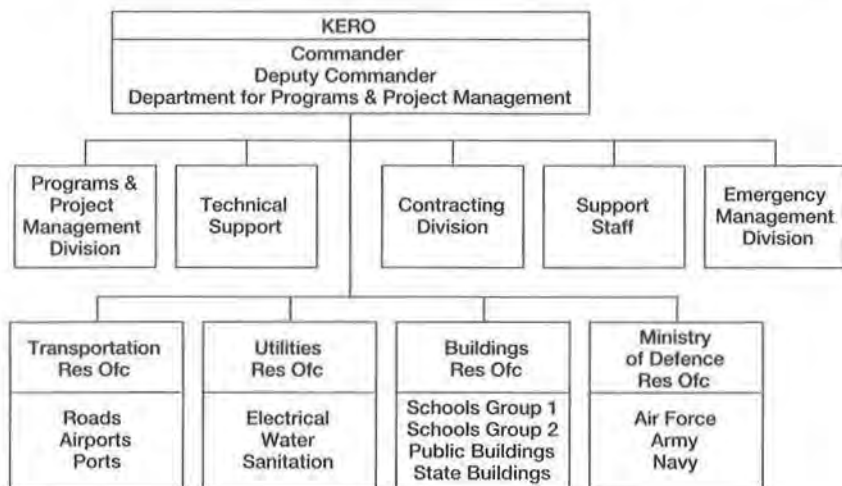 KERO
Commander
Deputy Commander
Department for Programs & Project Management
Programs &
Project
Management
Division
Technical
Support
Contracting
Division
Support
Staff
Emergency
Management
Division
Transportation
Res Ofc
Roads
Airports
Ports
Utilities
Res Ofc
Electrical
Water
Sanitation
Buildings
Res Ofc
Schools Group 1
Schools Group 2
Public Buildings
State Buildings
Ministry
of Defence
Res Ofc
Air Force
Army
Navy